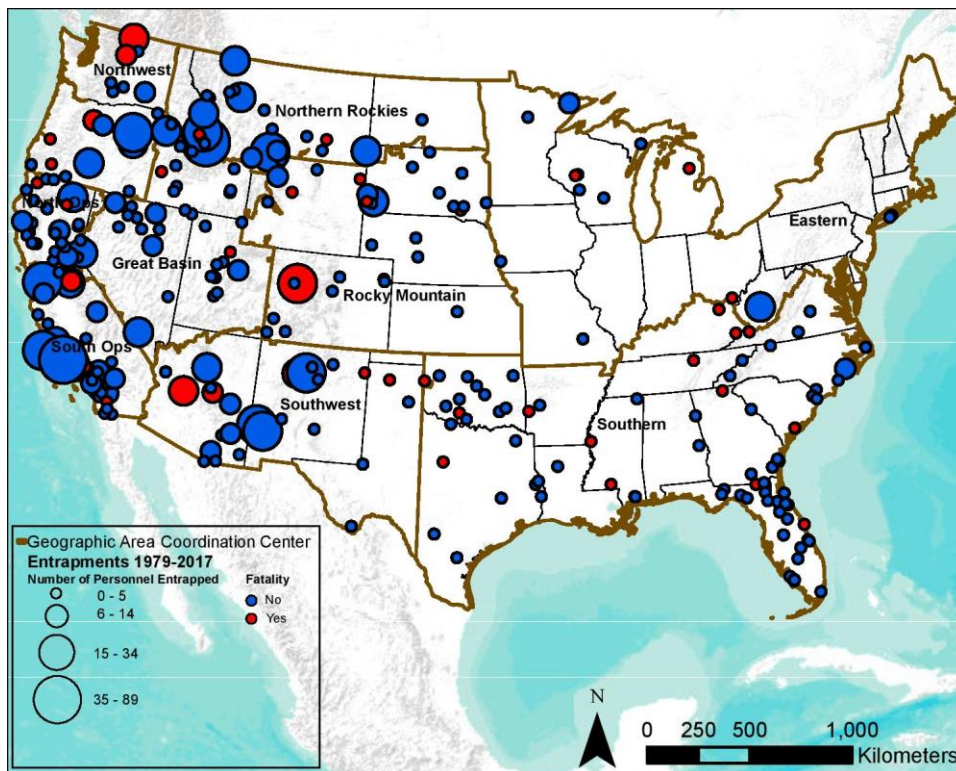 Northwest
Northern Rockies
North Ops
Eastern
Great Basin
Rocky Mountain
South Ops
Southwest
Southern
Geographic Area Coordination Center
Entrapments 1979-2017
Number of Personnel Entrapped
Fatality
0 - 5
No
6 - 14
Yes
15 - 34
35 - 89
N
0 250 500 1,000
Kilometers